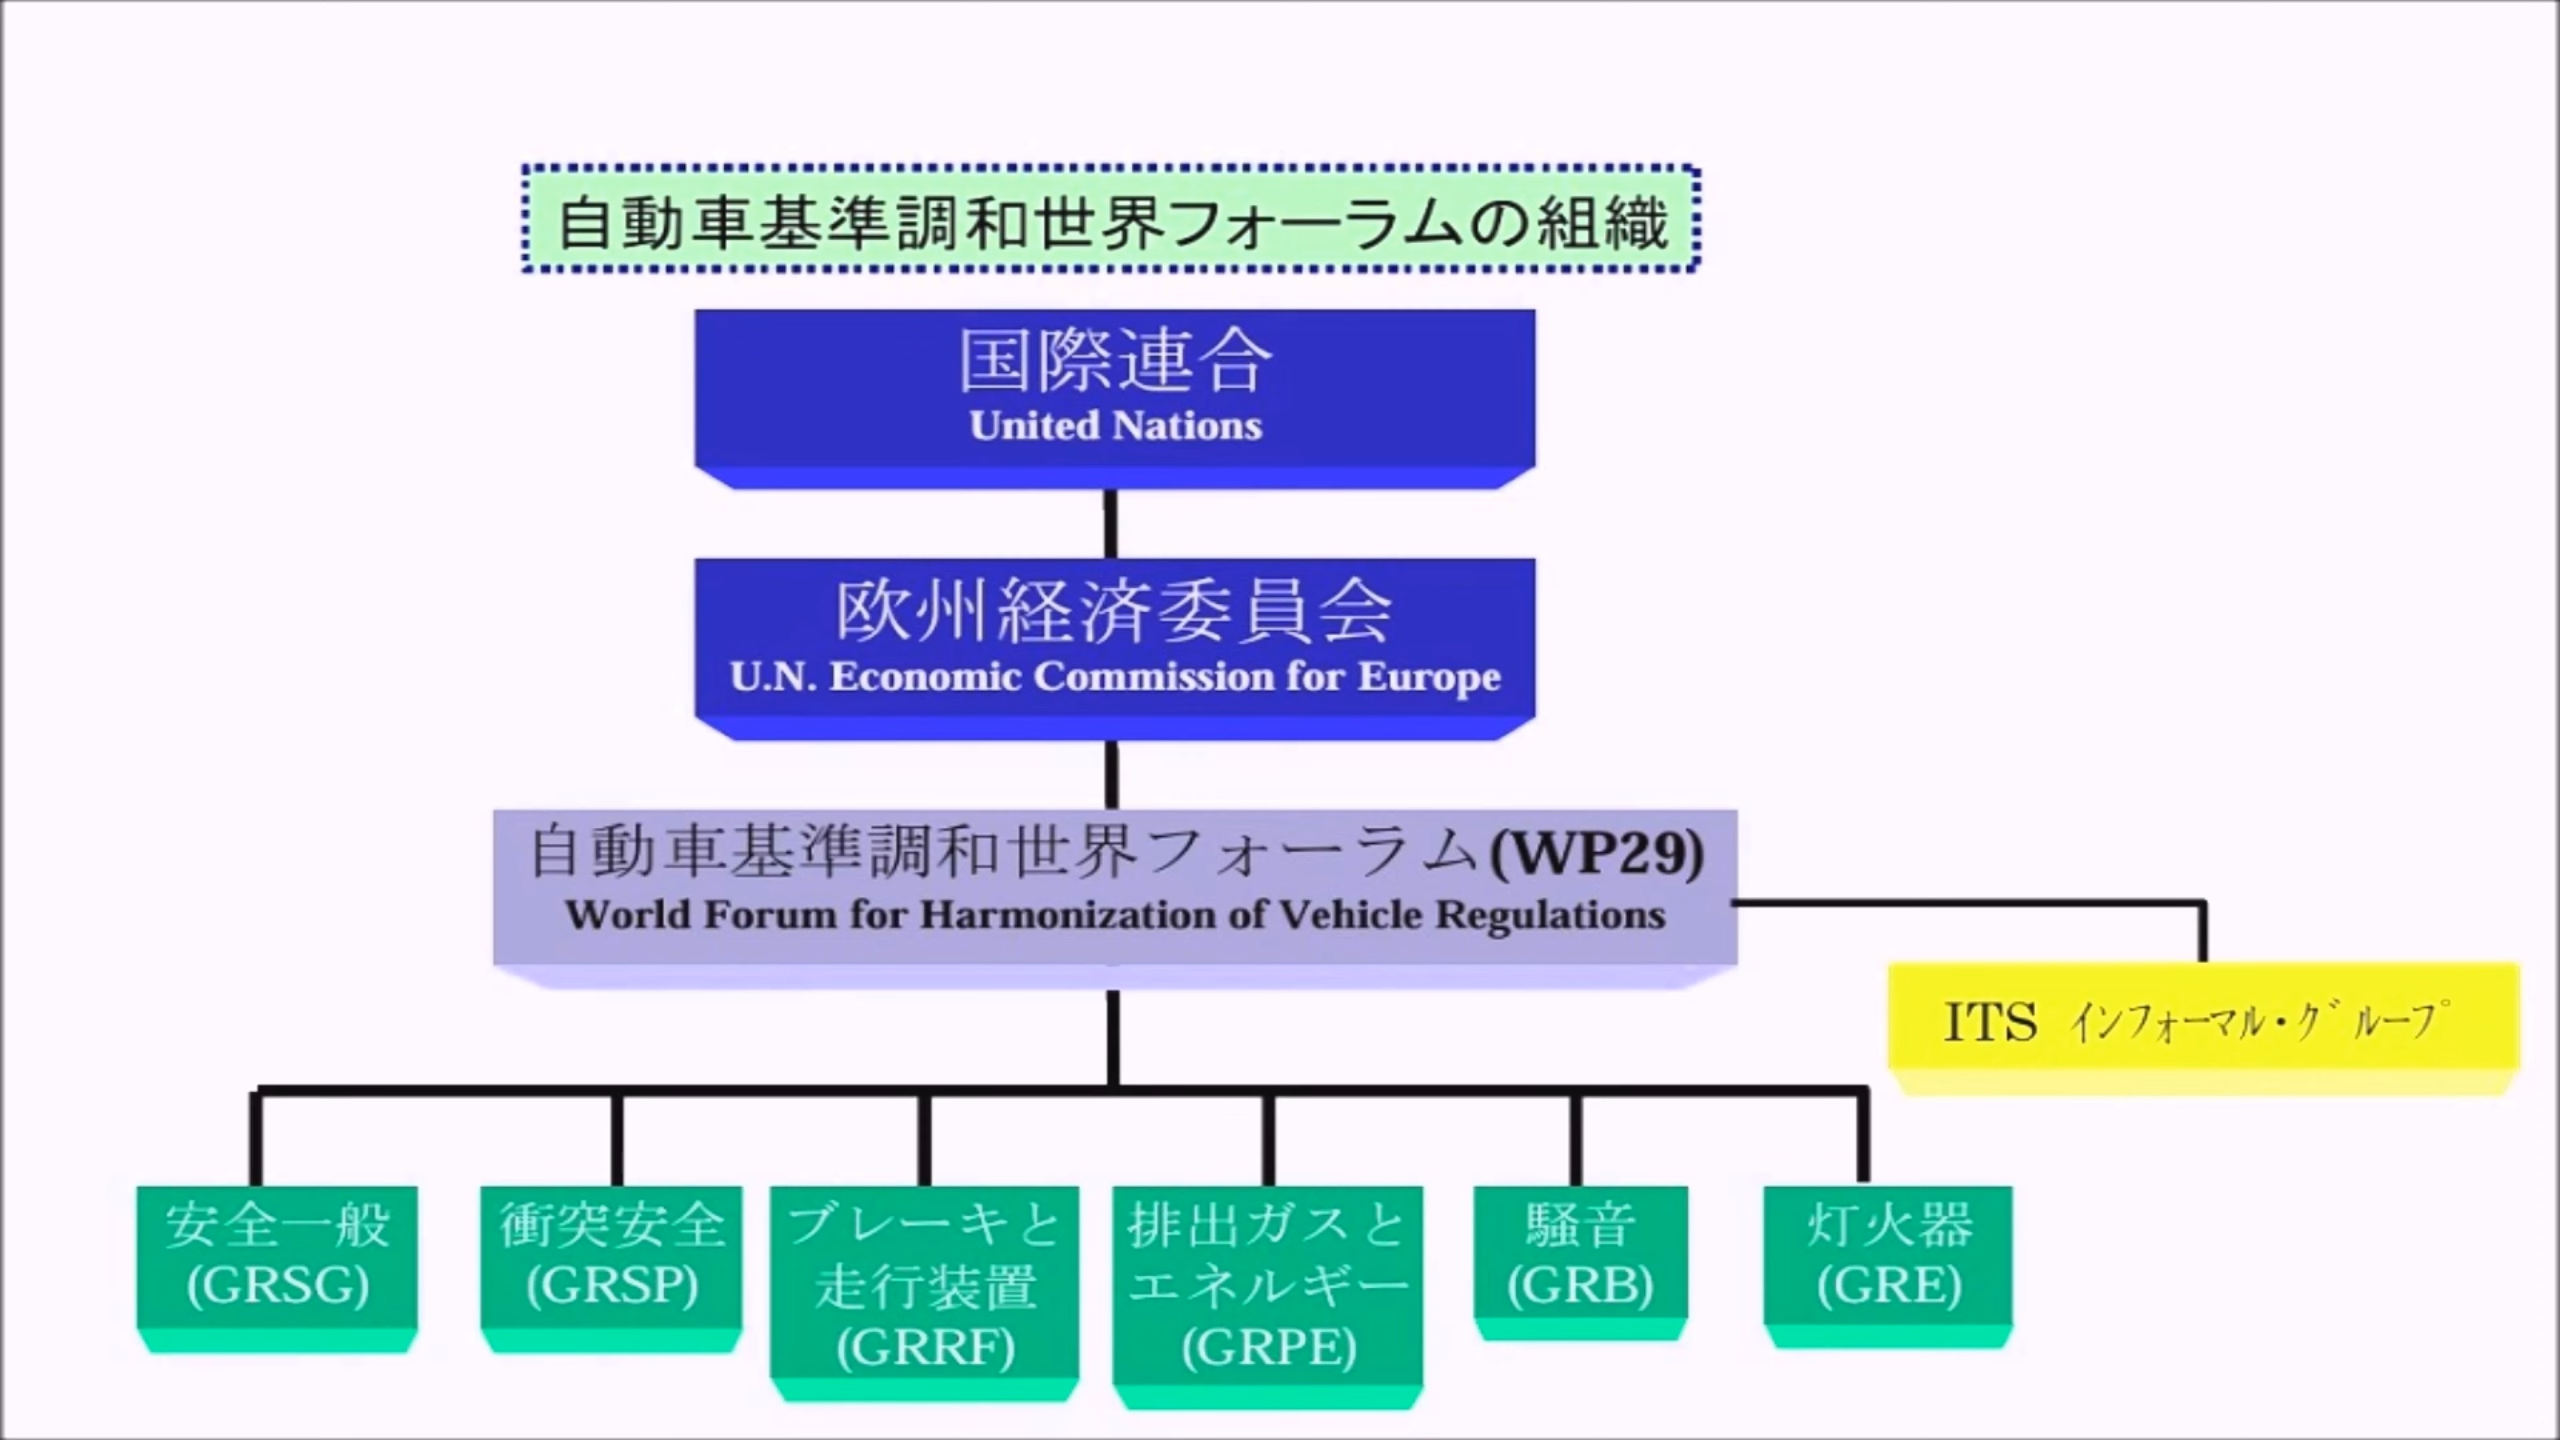 自動車基準調和世界フォーラムの組織
国際連合
United Nations
欧州経済委員会
U.N. Economic Commission for Europe
自動車基準調和世界フォーラム(WP29)
World Forum for Harmonization of Vehicle Regulations
ITS ｲﾝﾌｫｰﾏﾙ・ｸﾞﾙｰﾌﾟ
安全一般
(GRSG)
衝突安全
(GRSP)
ブレーキと
走行装置
(GRRF)
排出ガスと
エネルギー
(GRPE)
騒音
(GRB)
灯火器
(GRE)